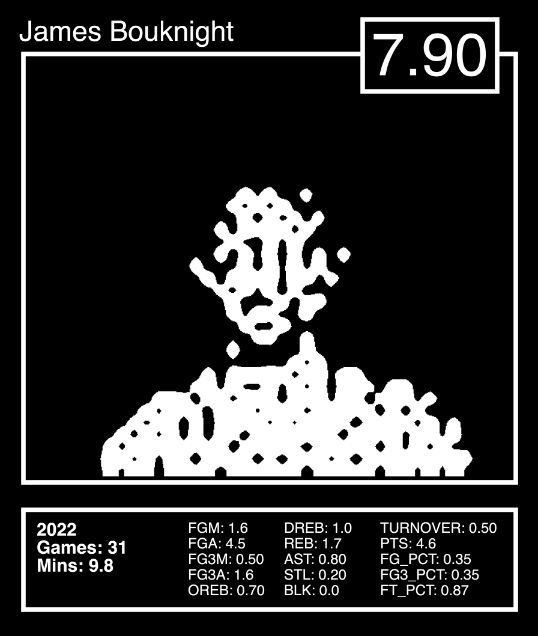 James Bouknight
7.90
2022
Games: 31
Mins: 9.8
FGM: 1.6
FGA: 4.5
FG3M: 0.50
FG3A: 1.6
OREB: 0.70
DREB: 1.0
REB: 1.7
AST: 0.80
STL: 0.20
BLK: 0.0
TURNOVER: 0.50
PTS: 4.6
FG_PCT: 0.35
FG3_PCT: 0.35
FT_PCT: 0.87